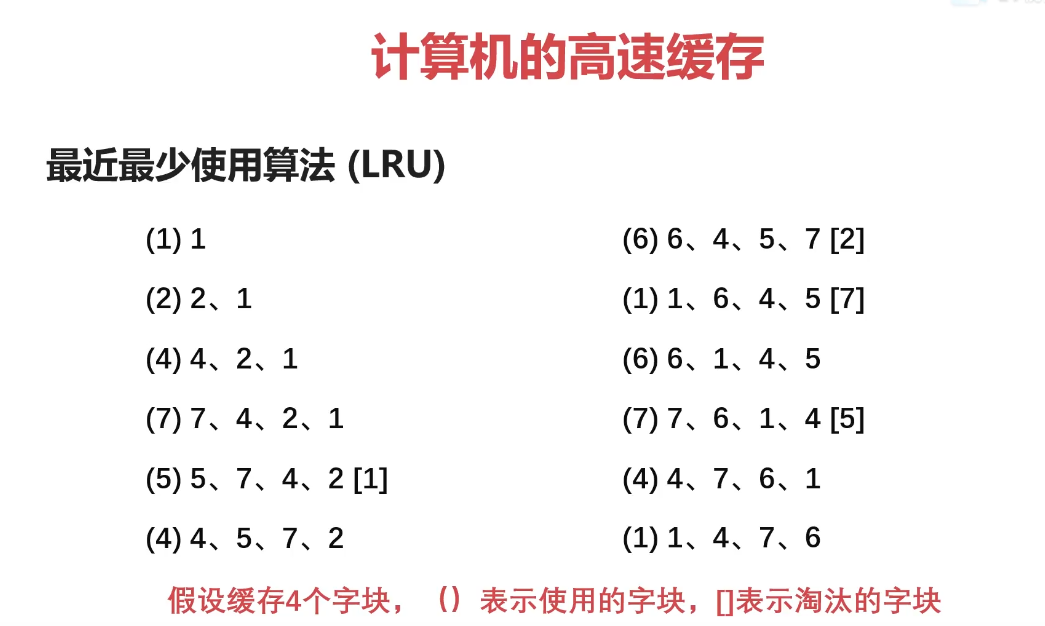 计算机的高速缓存
最近最少使用算法 (LRU)
(1) 1
(2) 2、1
(4) 4、2、1
(7) 7、4、2、1
(5) 5、7、4、2 [1]
(4) 4、5、7、2
(6) 6、4、5、7 [2]
(1) 1、6、4、5 [7]
(6) 6、1、4、5
(7) 7、6、1、4 [5]
(4) 4、7、6、1
(1) 1、4、7、6
假设缓存4个字块，（）表示使用的字块，[]表示淘汰的字块